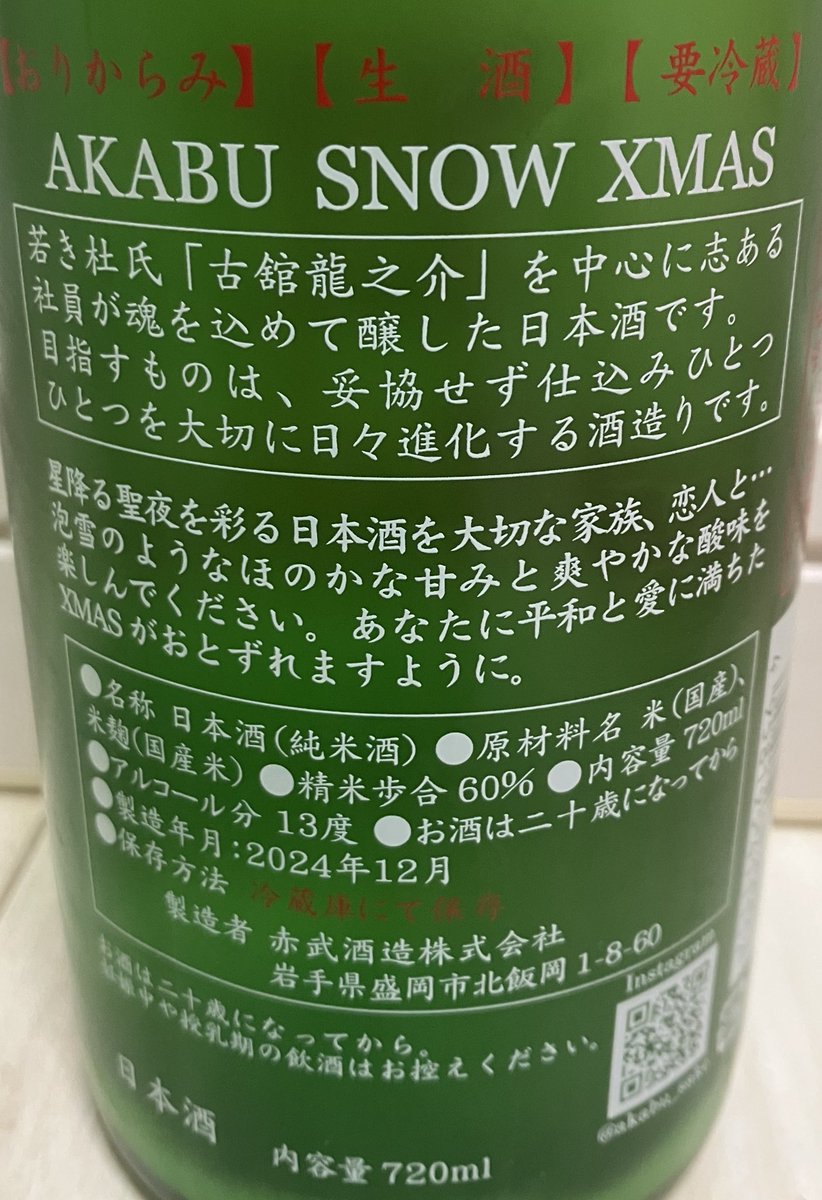 【おりからみ】【生 酒】【要冷蔵】
AKABU SNOW XMAS
若き杜氏「古舘龍之介」を中心に志ある
社員が魂を込めて醸した日本酒です。
目指すものは、妥協せず仕込みひとつ
ひとつを大切に日々進化する酒造りです。
星降る聖夜を彩る日本酒を大切な家族、恋人と…
泡雪のようなほのかな甘みと爽やかな酸味を
楽しんでください。あなたに平和と愛に満ちた
XMASがおとずれますように。
●名称 日本酒(純米酒) ●原材料名 米(国産)、
米麹(国産米) ●精米歩合 60% ●内容量 720ml
●アルコール分 13度 ●お酒は二十歳になってから
●製造年月:2024年12月
●保存方法 冷蔵庫にて保存
製造者 赤武酒造株式会社
岩手県盛岡市北飯岡 1-8-60
Instagram
お酒は二十歳になってから。
妊娠中や授乳期の飲酒はお控えください。
@akabu_sake
日本酒
内容量 720ml